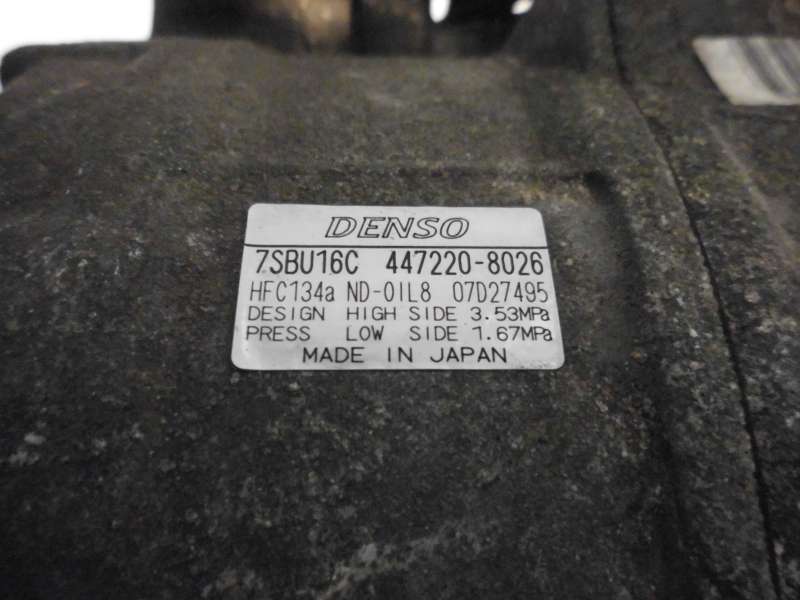 DENSO
7SBU16C 447220-8026
HFC134a ND-OIL8 07D27495
DESIGN HIGH SIDE 3.53MPa
PRESS LOW SIDE 1.67MPa
MADE IN JAPAN